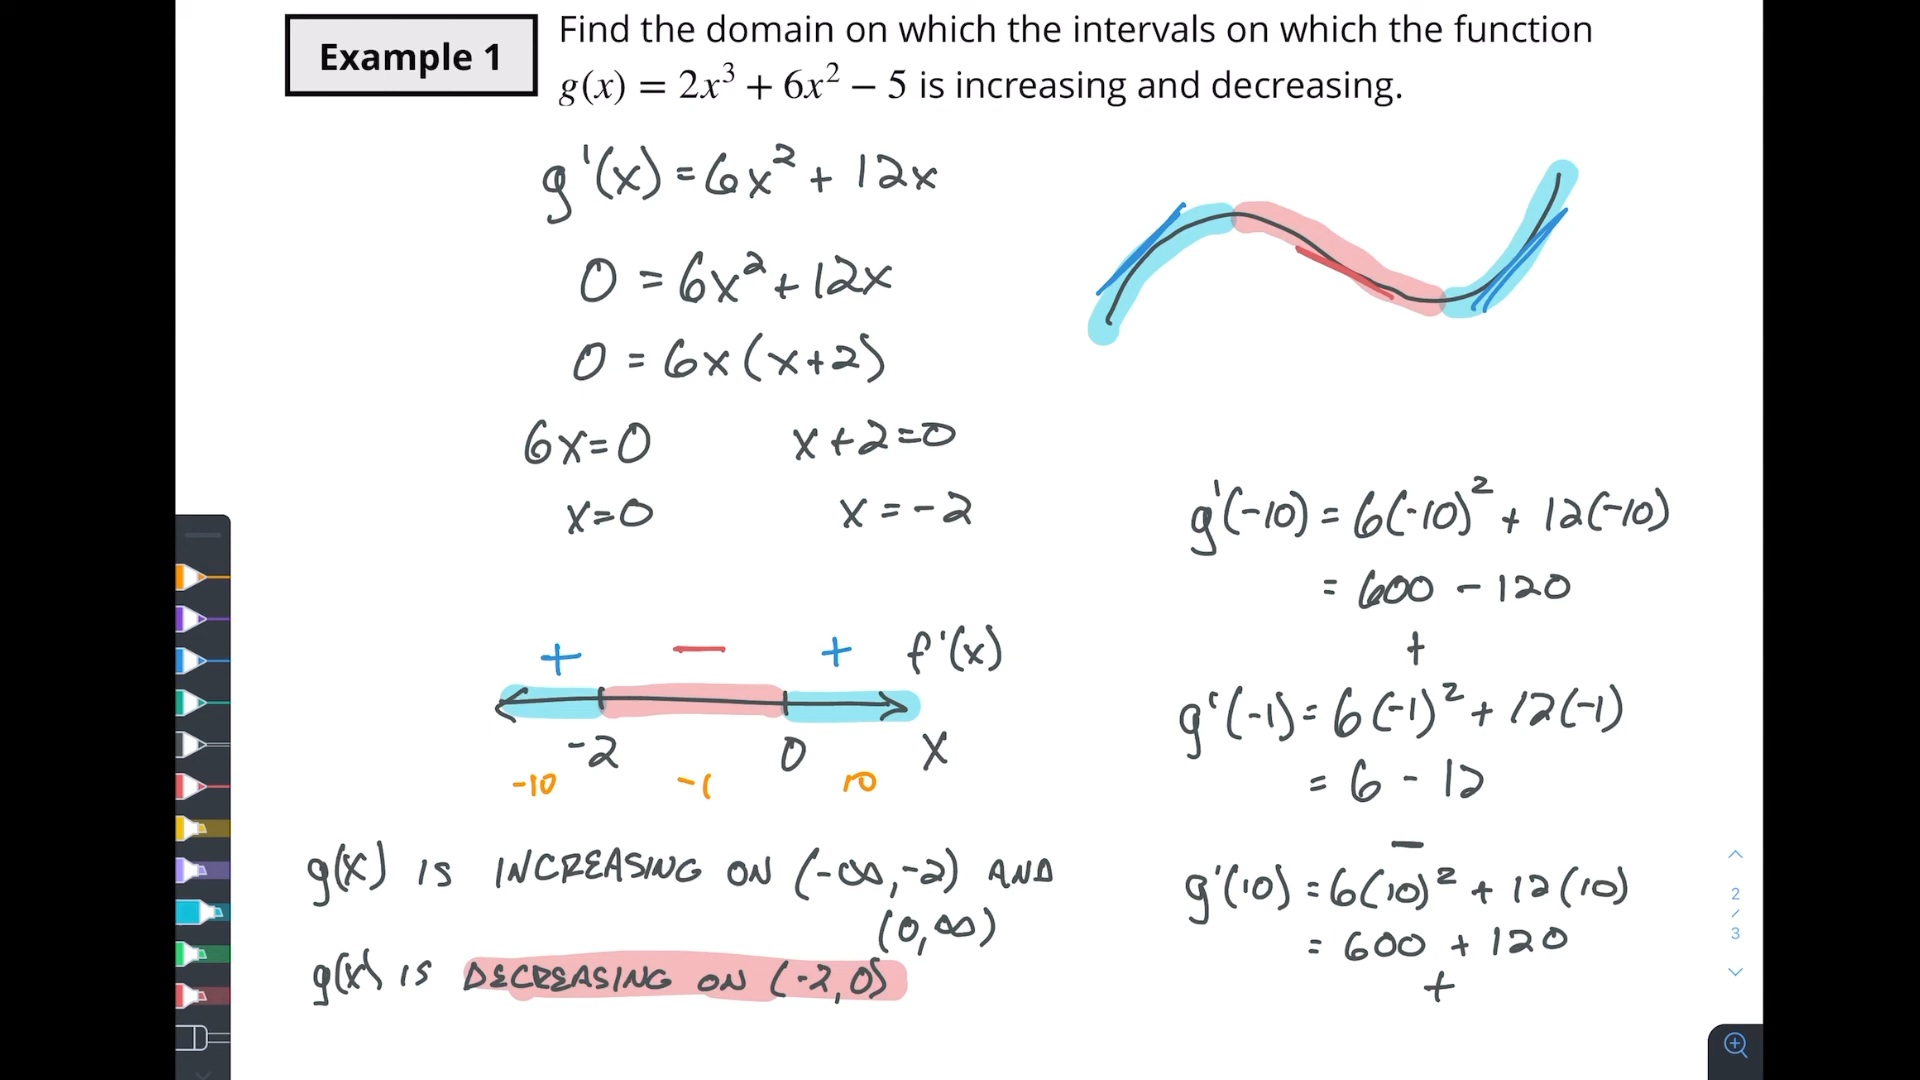 Example 1
Find the domain on which the intervals on which the function
g(x) = 2x³ + 6x² − 5 is increasing and decreasing.
g'(x) = 6x² + 12x
0 = 6x² + 12x
0 = 6x(x+2)
6x=0 x+2=0
x=0 x=-2
+ − + f'(x)
-2 0 x
-10 -1 10
g(x) IS INCREASING ON (-∞,-2) AND
(0,∞)
g(x) IS DECREASING ON (-2,0)
g'(-10) = 6(-10)² + 12(-10)
= 600 - 120
+
g'(-1) = 6(-1)² + 12(-1)
= 6 - 12
−
g'(10) = 6(10)² + 12(10)
= 600 + 120
+
2
/
3